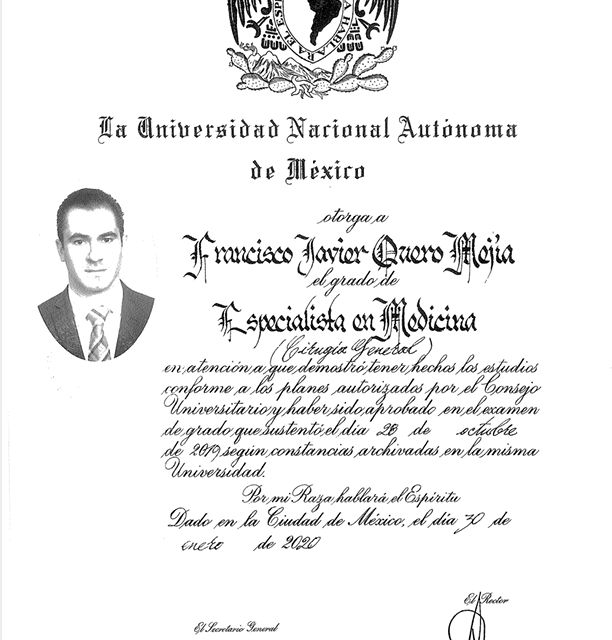 HABLARA EL ESP
La Universidad Nacional Autónoma
de México
otorga a
Francisco Javier Quero Mejía
el grado de
Especialista en Medicina
(Cirugía General)
en atención a que demostró tener hechos los estudios
conforme a los planes autorizados por el Consejo
Universitario y haber sido aprobado en el examen
de grado que sustentó el día 28 de octubre
de 2019, según constancias archivadas en la misma
Universidad.
Por mi Raza hablará el Espíritu
Dado en la Ciudad de México, el día 30 de
enero de 2020
El Rector
El Secretario General